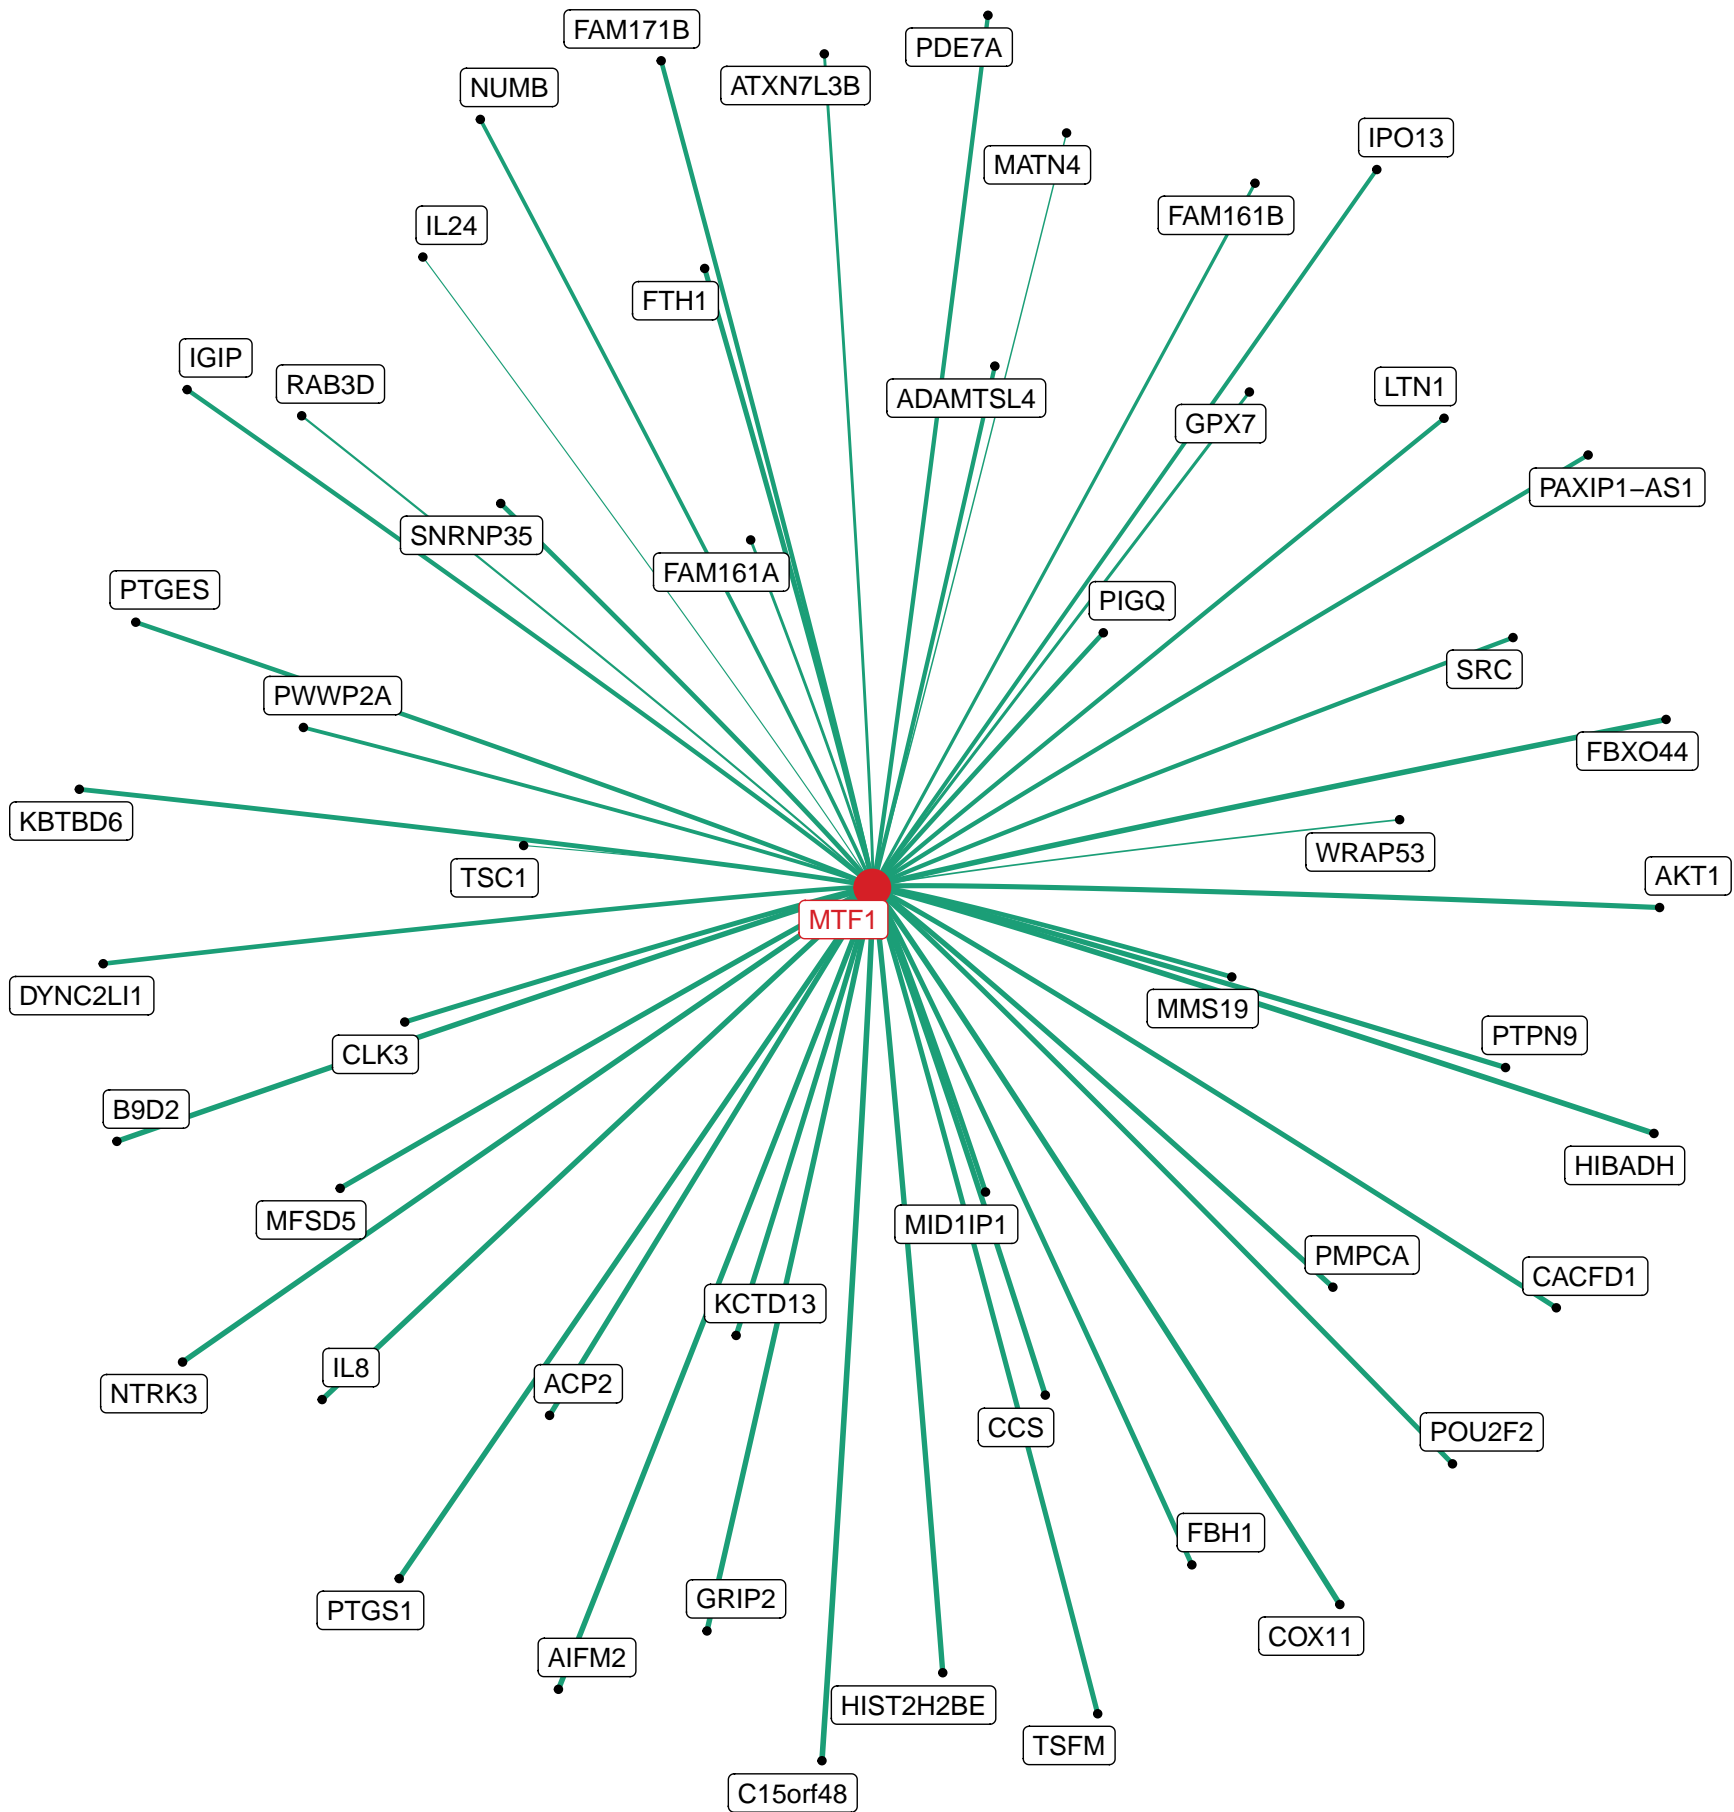 FAM171B
PDE7A
NUMB
ATXN7L3B
IPO13
MATN4
FAM161B
IL24
FTH1
IGIP
RAB3D
LTN1
ADAMTSL4
GPX7
PAXIP1−AS1
SNRNP35
FAM161A
PTGES
PIGQ
SRC
PWWP2A
FBXO44
KBTBD6
WRAP53
TSC1
AKT1
MTF1
DYNC2LI1
MMS19
PTPN9
CLK3
B9D2
HIBADH
MFSD5
MID1IP1
PMPCA
CACFD1
KCTD13
IL8
ACP2
NTRK3
CCS
POU2F2
FBH1
GRIP2
PTGS1
COX11
AIFM2
HIST2H2BE
TSFM
C15orf48